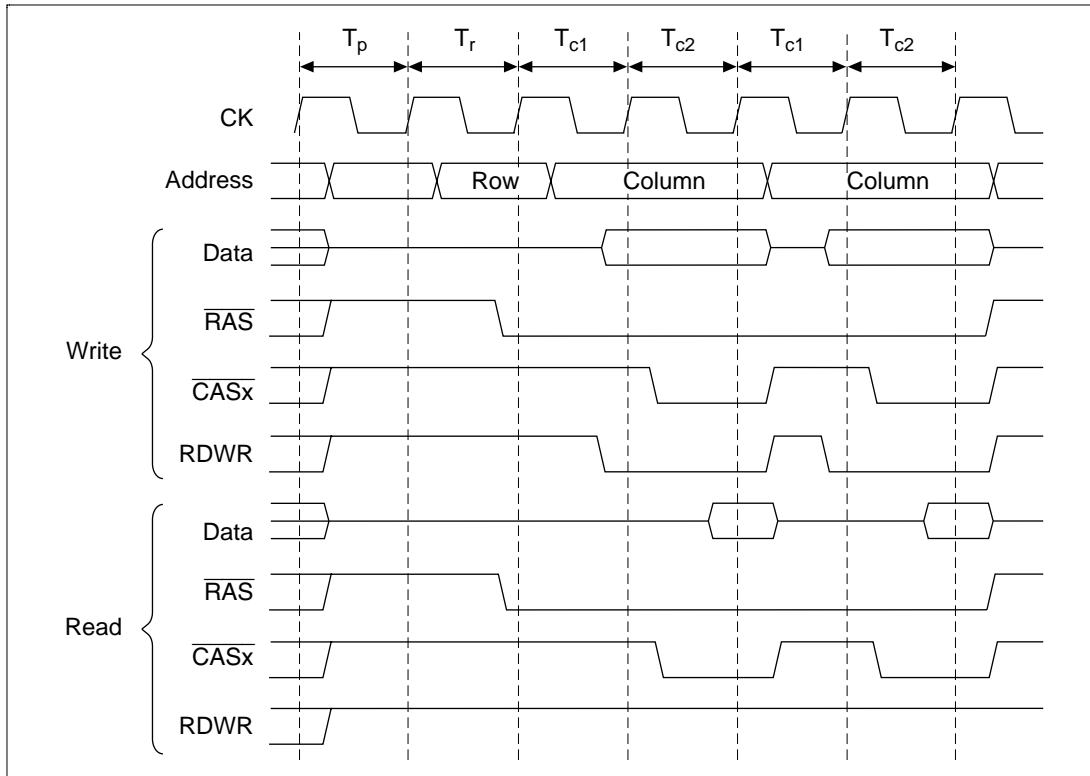 Tp Tr Tc1 Tc2 Tc1 Tc2
CK
Address Row Column Column
Data
RAS
Write
CASx
RDWR
Data
RAS
Read
CASx
RDWR